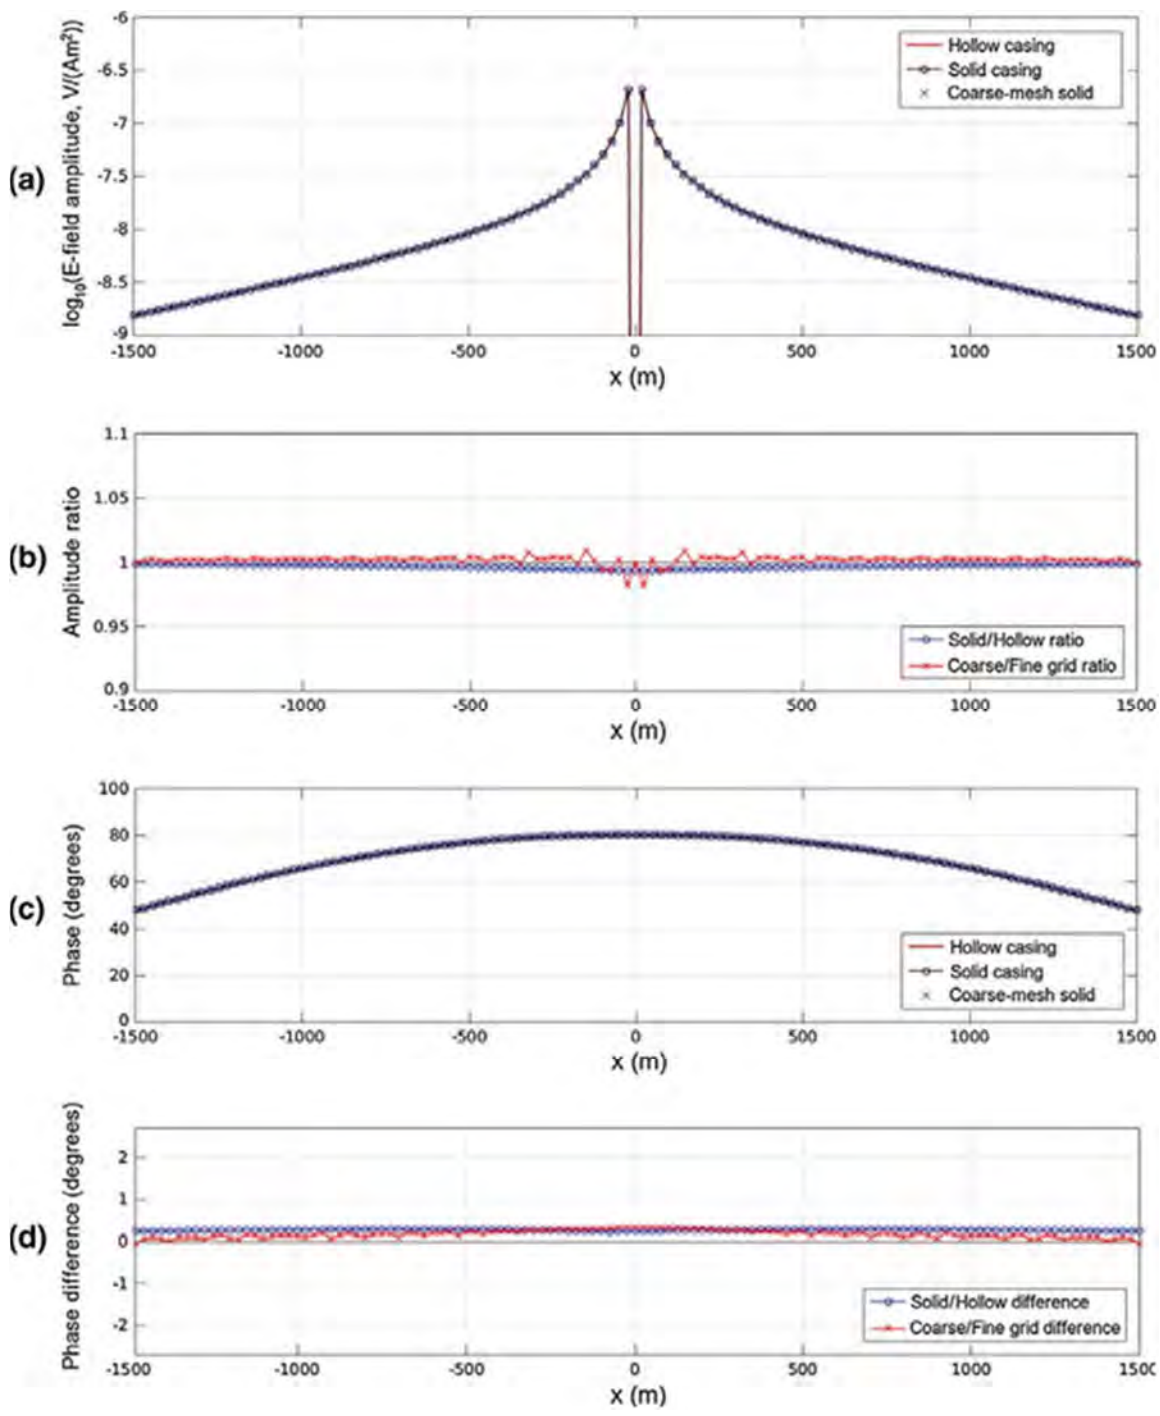 (a)
log10(E-field amplitude, V/(Am²))
-6
-6.5
-7
-7.5
-8
-8.5
-9
Hollow casing
Solid casing
Coarse-mesh solid
-1500 -1000 -500 0 500 1000 1500
x (m)
(b)
Amplitude ratio
1.1
1.05
1
0.95
0.9
Solid/Hollow ratio
Coarse/Fine grid ratio
-1500 -1000 -500 0 500 1000 1500
x (m)
(c)
Phase (degrees)
100
80
60
40
20
0
Hollow casing
Solid casing
Coarse-mesh solid
-1500 -1000 -500 0 500 1000 1500
x (m)
(d)
Phase difference (degrees)
2
1
0
-1
-2
Solid/Hollow difference
Coarse/Fine grid difference
-1500 -1000 -500 0 500 1000 1500
x (m)